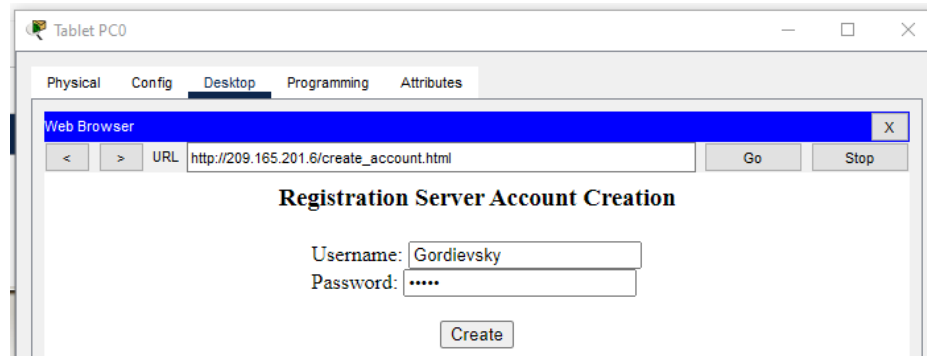 Tablet PC0
Physical Config Desktop Programming Attributes
Web Browser X
< > URL http://209.165.201.6/create_account.html Go Stop
Registration Server Account Creation
Username: Gordievsky
Password: •••••
Create